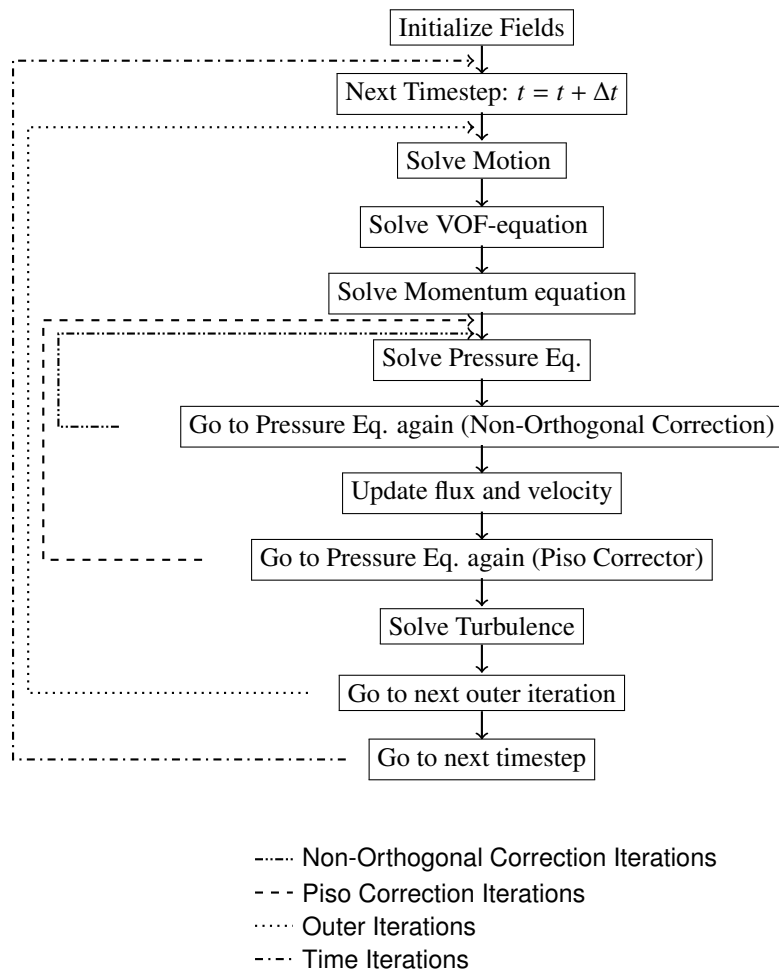 Initialize Fields
Next Timestep: t = t + Δt
Solve Motion
Solve VOF-equation
Solve Momentum equation
Solve Pressure Eq.
Go to Pressure Eq. again (Non-Orthogonal Correction)
Update flux and velocity
Go to Pressure Eq. again (Piso Corrector)
Solve Turbulence
Go to next outer iteration
Go to next timestep
Non-Orthogonal Correction Iterations
Piso Correction Iterations
Outer Iterations
Time Iterations